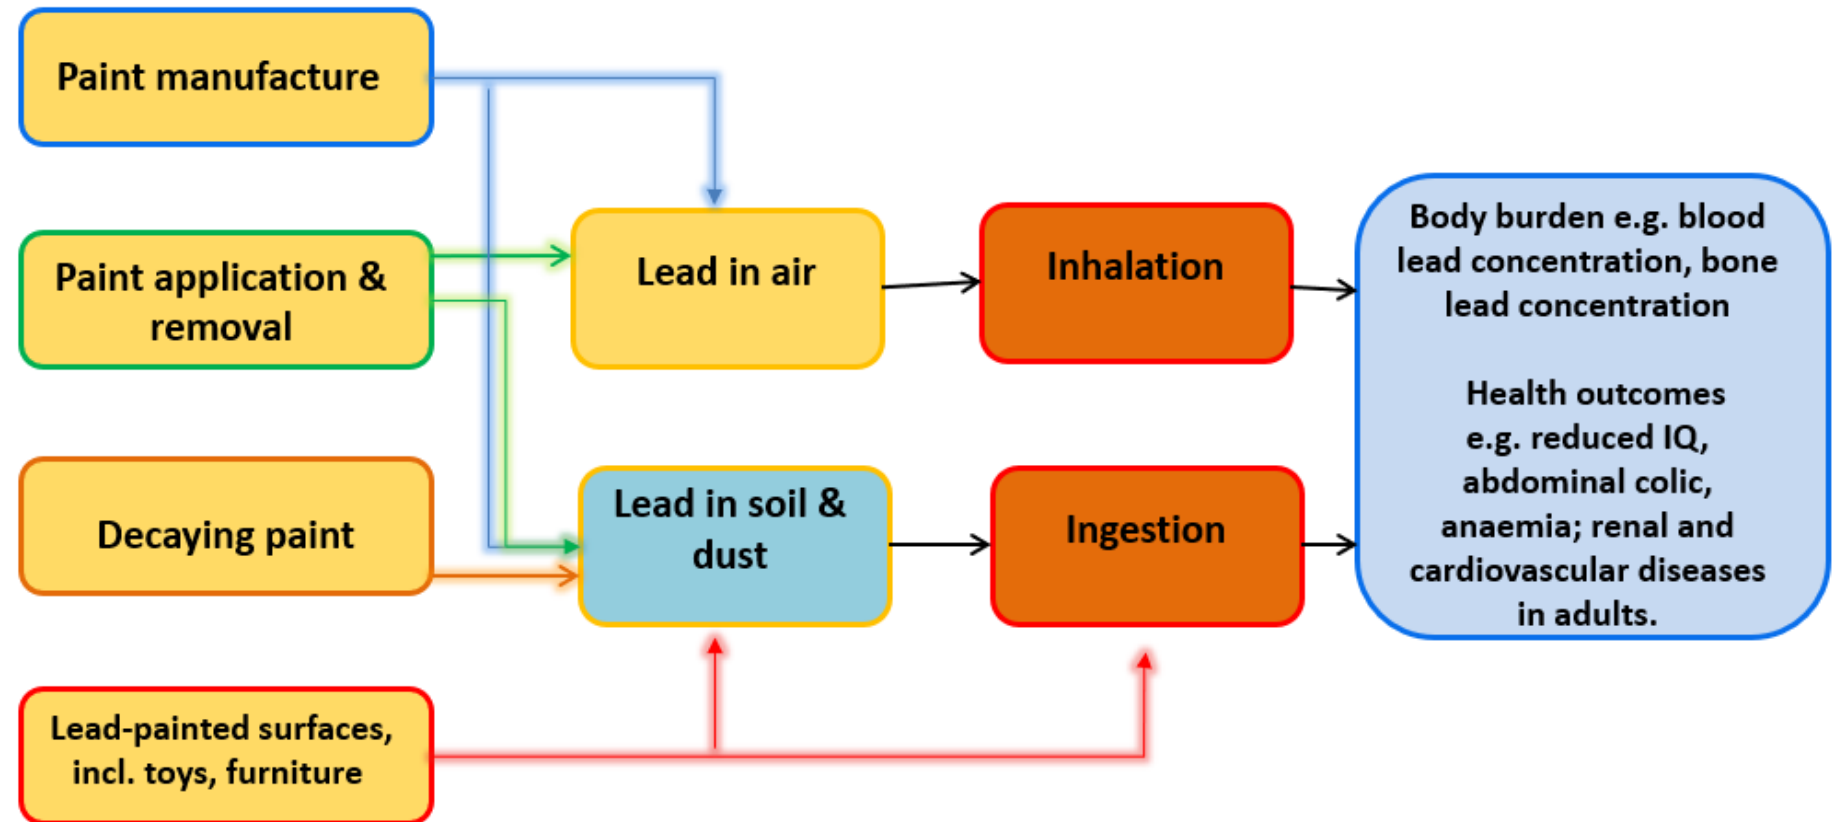 Paint manufacture
Paint application &
removal
Decaying paint
Lead-painted surfaces,
incl. toys, furniture
Lead in air
Lead in soil &
dust
Inhalation
Ingestion
Body burden e.g. blood
lead concentration, bone
lead concentration
Health outcomes
e.g. reduced IQ,
abdominal colic,
anaemia; renal and
cardiovascular diseases
in adults.